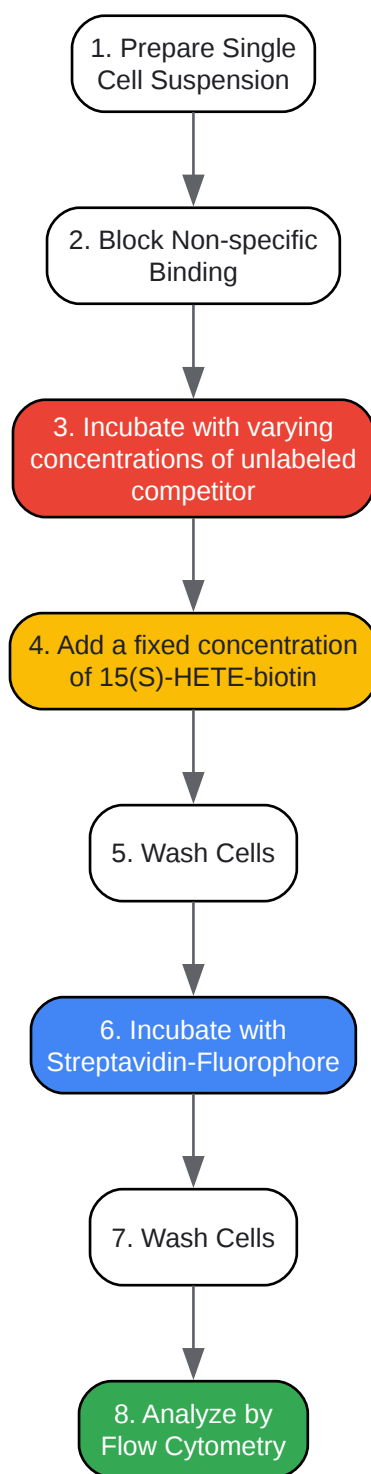 1. Prepare Single
Cell Suspension
2. Block Non-specific
Binding
3. Incubate with varying
concentrations of unlabeled
competitor
4. Add a fixed concentration
of 15(S)-HETE-biotin
5. Wash Cells
6. Incubate with
Streptavidin-Fluorophore
7. Wash Cells
8. Analyze by
Flow Cytometry